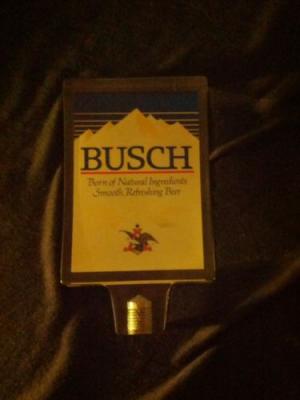 BUSCH
Born of Natural Ingredients
Smooth, Refreshing Beer